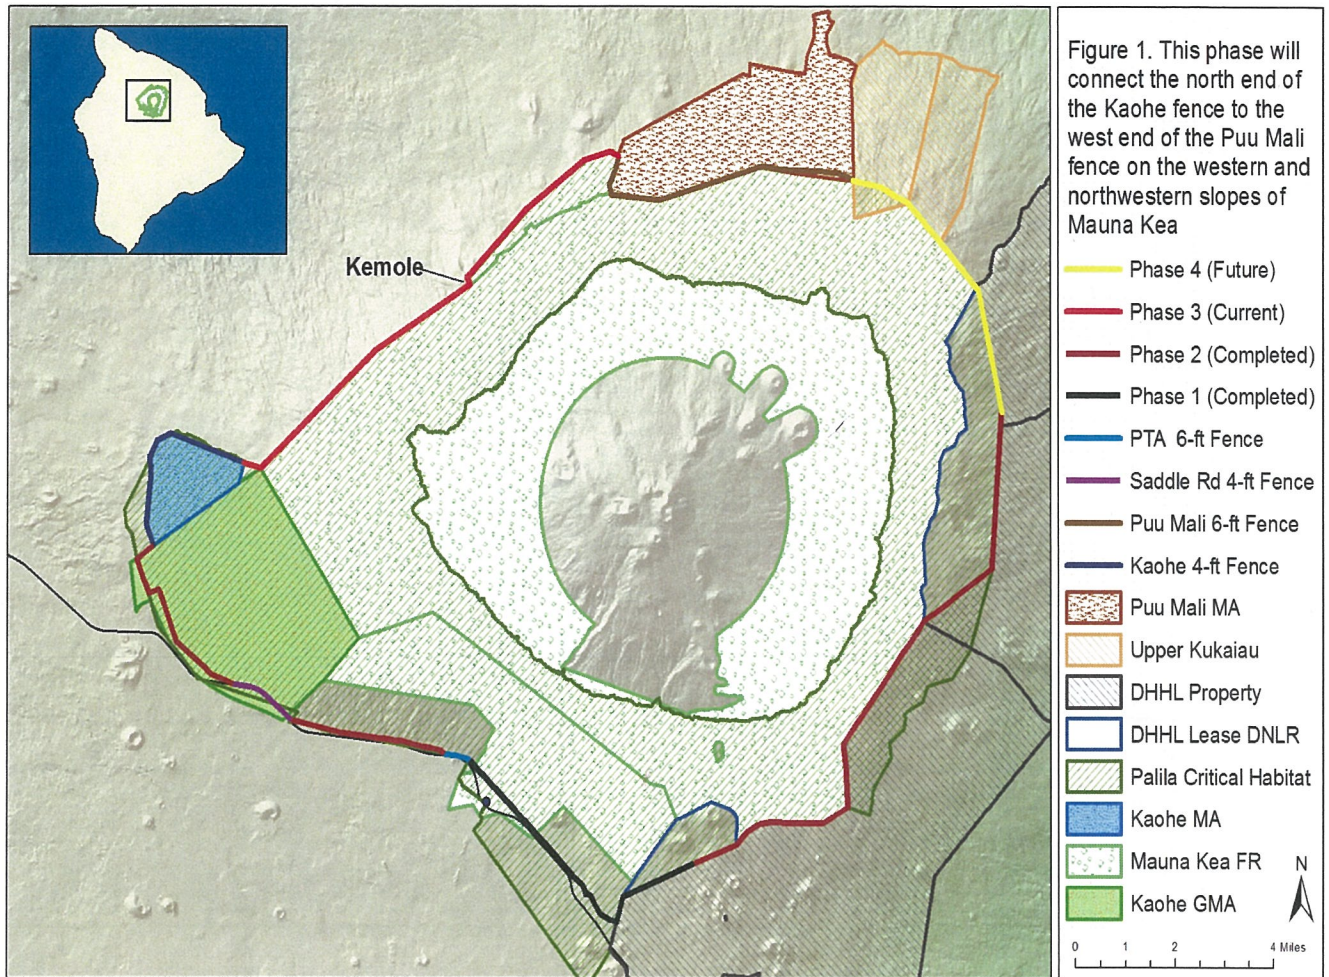 Kemole
Figure 1. This phase will
connect the north end of
the Kaohe fence to the
west end of the Puu Mali
fence on the western and
northwestern slopes of
Mauna Kea
Phase 4 (Future)
Phase 3 (Current)
Phase 2 (Completed)
Phase 1 (Completed)
PTA 6-ft Fence
Saddle Rd 4-ft Fence
Puu Mali 6-ft Fence
Kaohe 4-ft Fence
Puu Mali MA
Upper Kukaiau
DHHL Property
DHHL Lease DNLR
Palila Critical Habitat
Kaohe MA
Mauna Kea FR
Kaohe GMA
N
0 1 2 4 Miles